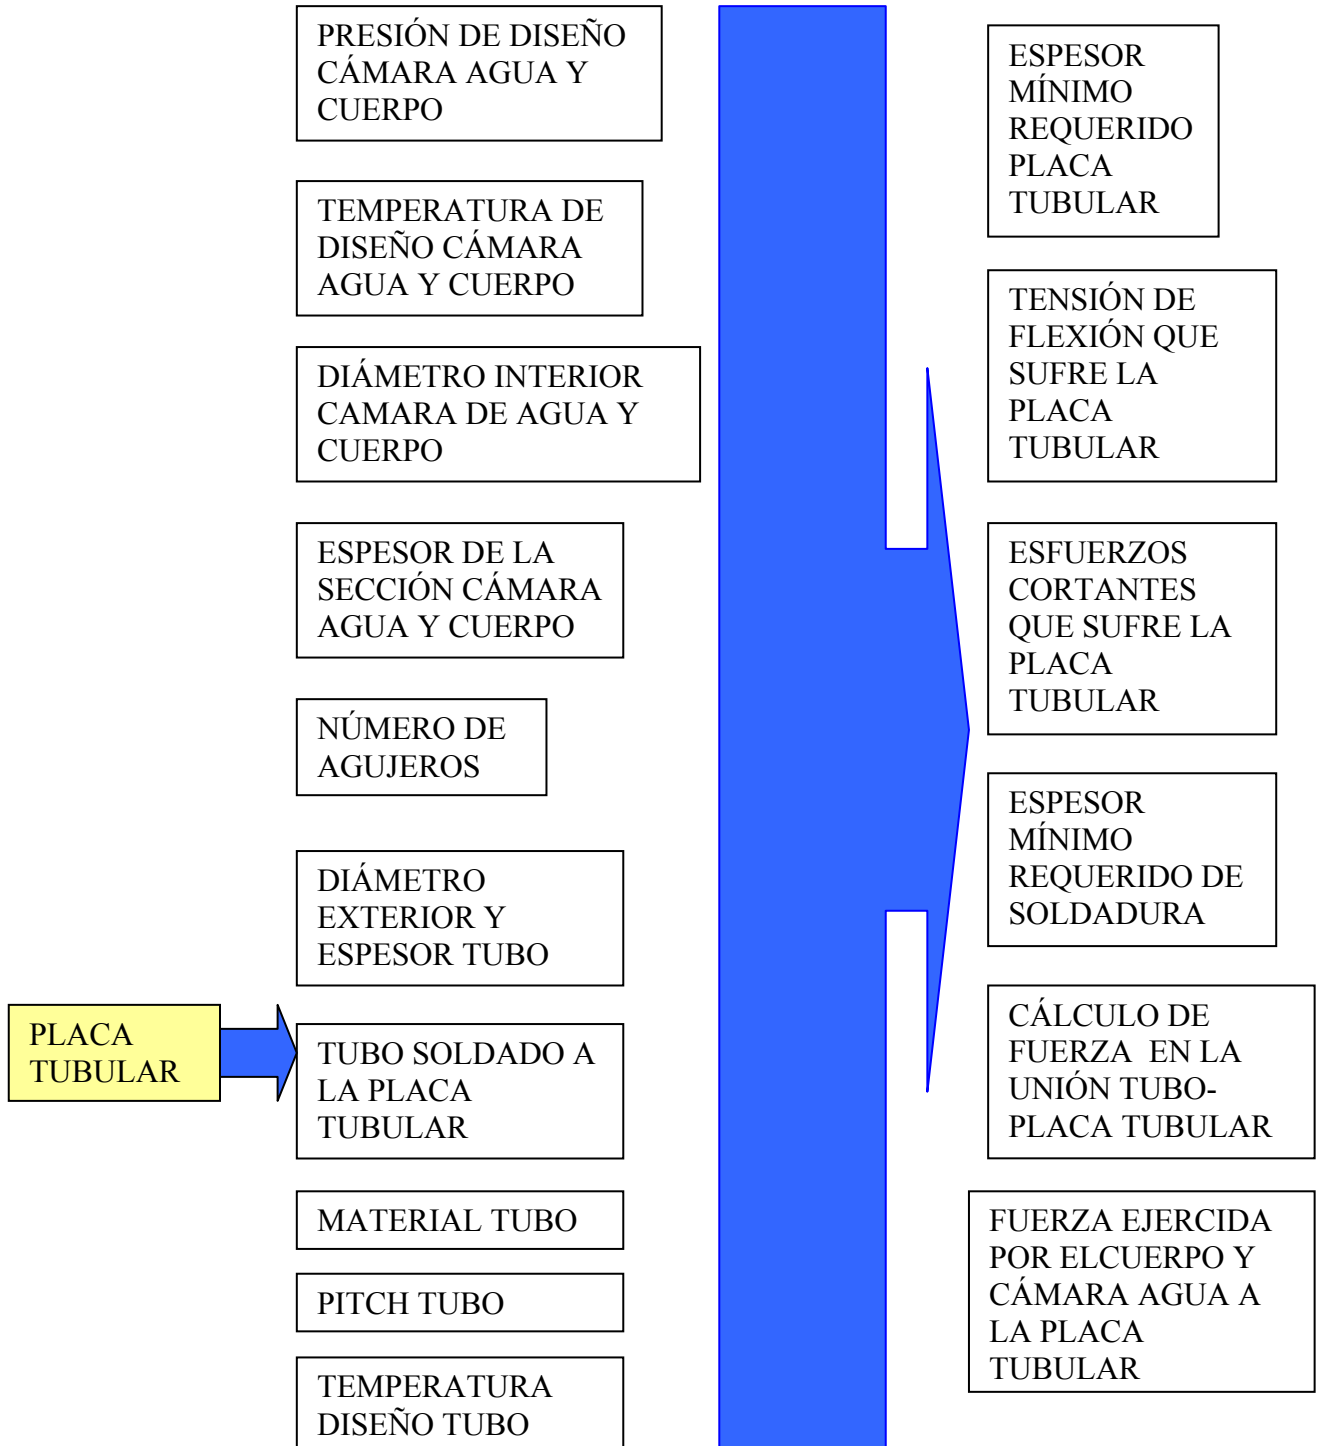 PLACA
TUBULAR
PRESIÓN DE DISEÑO
CÁMARA AGUA Y
CUERPO
TEMPERATURA DE
DISEÑO CÁMARA
AGUA Y CUERPO
DIÁMETRO INTERIOR
CAMARA DE AGUA Y
CUERPO
ESPESOR DE LA
SECCIÓN CÁMARA
AGUA Y CUERPO
NÚMERO DE
AGUJEROS
DIÁMETRO
EXTERIOR Y
ESPESOR TUBO
TUBO SOLDADO A
LA PLACA
TUBULAR
MATERIAL TUBO
PITCH TUBO
TEMPERATURA
DISEÑO TUBO
ESPESOR
MÍNIMO
REQUERIDO
PLACA
TUBULAR
TENSIÓN DE
FLEXIÓN QUE
SUFRE LA
PLACA
TUBULAR
ESFUERZOS
CORTANTES
QUE SUFRE LA
PLACA
TUBULAR
ESPESOR
MÍNIMO
REQUERIDO DE
SOLDADURA
CÁLCULO DE
FUERZA  EN LA
UNIÓN TUBO-
PLACA TUBULAR
FUERZA EJERCIDA
POR ELCUERPO Y
CÁMARA AGUA A
LA PLACA
TUBULAR